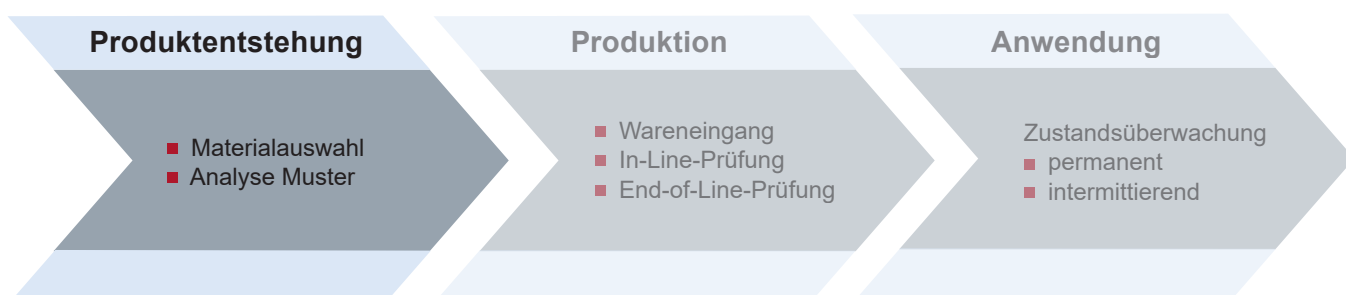 Produktentstehung
Materialauswahl
Analyse Muster
Produktion
Wareneingang
In-Line-Prüfung
End-of-Line-Prüfung
Anwendung
Zustandsüberwachung
permanent
intermittierend